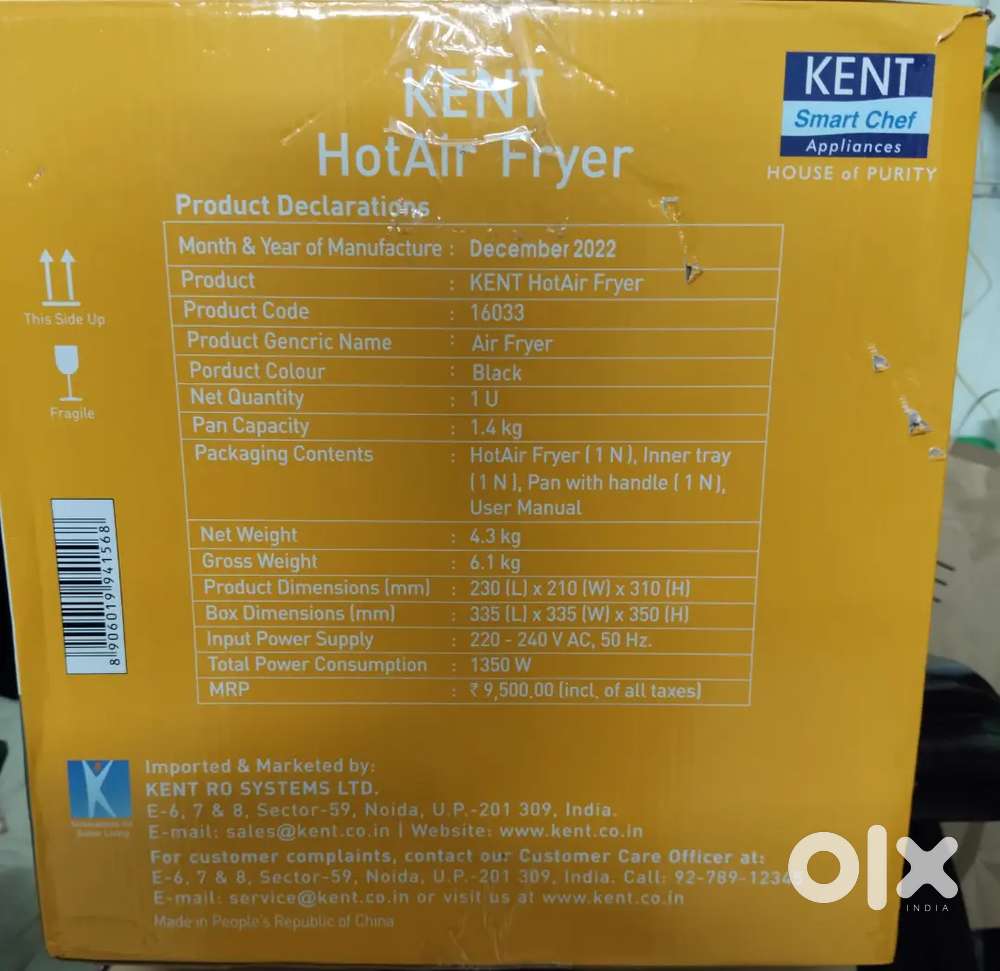 KENT
HotAir Fryer
KENT
Smart Chef
Appliances
HOUSE of PURITY
Product Declarations
Month & Year of Manufacture : December 2022
Product : KENT HotAir Fryer
Product Code : 16033
Product Gencric Name : Air Fryer
Porduct Colour : Black
Net Quantity : 1 U
Pan Capacity : 1.4 kg
Packaging Contents : HotAir Fryer ( 1 N ), Inner tray
( 1 N ), Pan with handle ( 1 N ),
User Manual
Net Weight : 4.3 kg
Gross Weight : 6.1 kg
Product Dimensions (mm) : 230 (L) x 210 (W) x 310 (H)
Box Dimensions (mm) : 335 (L) x 335 (W) x 350 (H)
Input Power Supply : 220 - 240 V AC, 50 Hz.
Total Power Consumption : 1350 W
MRP : ₹ 9,500.00 (incl. of all taxes)
This Side Up
Fragile
8906019941568
Imported & Marketed by:
KENT RO SYSTEMS LTD.
E-6, 7 & 8, Sector-59, Noida, U.P.-201 309, India.
E-mail: sales@kent.co.in | Website: www.kent.co.in
For customer complaints, contact our Customer Care Officer at:
E-6, 7 & 8, Sector-59, Noida, U.P.-201 309, India. Call: 92-789-12345
E-mail: service@kent.co.in or visit us at www.kent.co.in
Made in People's Republic of China
olx
INDIA